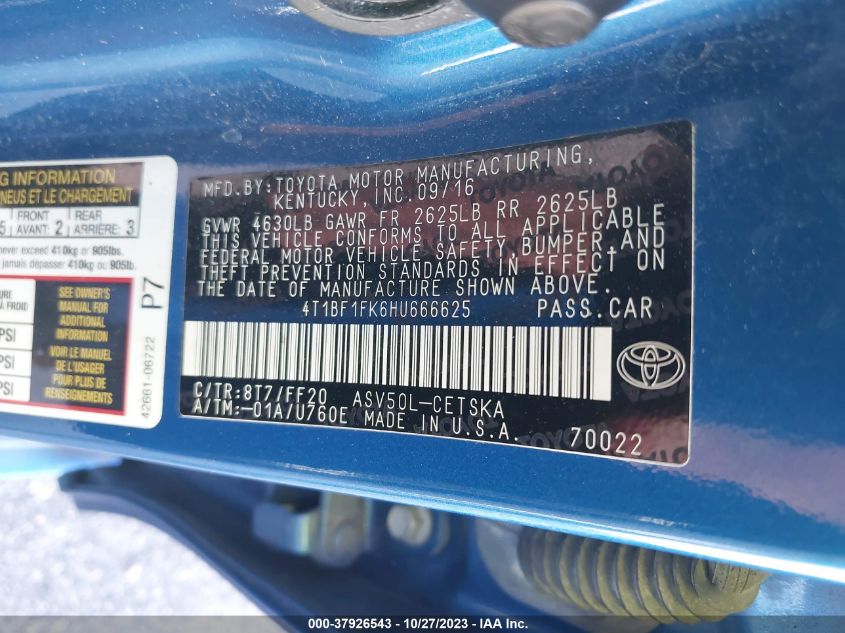 G INFORMATION
NEUS ET LE CHARGEMENT
5 FRONT REAR
AVANT: 2 ARRIÈRE: 3
never exceed 410kg or 905lbs.
jamais dépasser 410kg ou 905lb.
À FROID
PSI
PSI
PSI
SEE OWNER'S
MANUAL FOR
ADDITIONAL
INFORMATION
VOIR LE MANUEL
DE L'USAGER
POUR PLUS DE
RENSEIGNEMENTS
P7
42661-06722
MFD.BY:TOYOTA MOTOR MANUFACTURING,
KENTUCKY, INC.09/16
GVWR 4630LB GAWR FR 2625LB RR 2625LB
THIS VEHICLE CONFORMS TO ALL APPLICABLE
FEDERAL MOTOR VEHICLE SAFETY,BUMPER,AND
THEFT PREVENTION STANDARDS IN EFFECT ON
THE DATE OF MANUFACTURE SHOWN ABOVE.
4T1BF1FK6HU666625 PASS.CAR
C/TR:8T7/FF20 ASV50L-CETSKA
A/TM:-01A/U760E MADE IN U.S.A. 70022
000-37926543 - 10/27/2023 - IAA Inc.